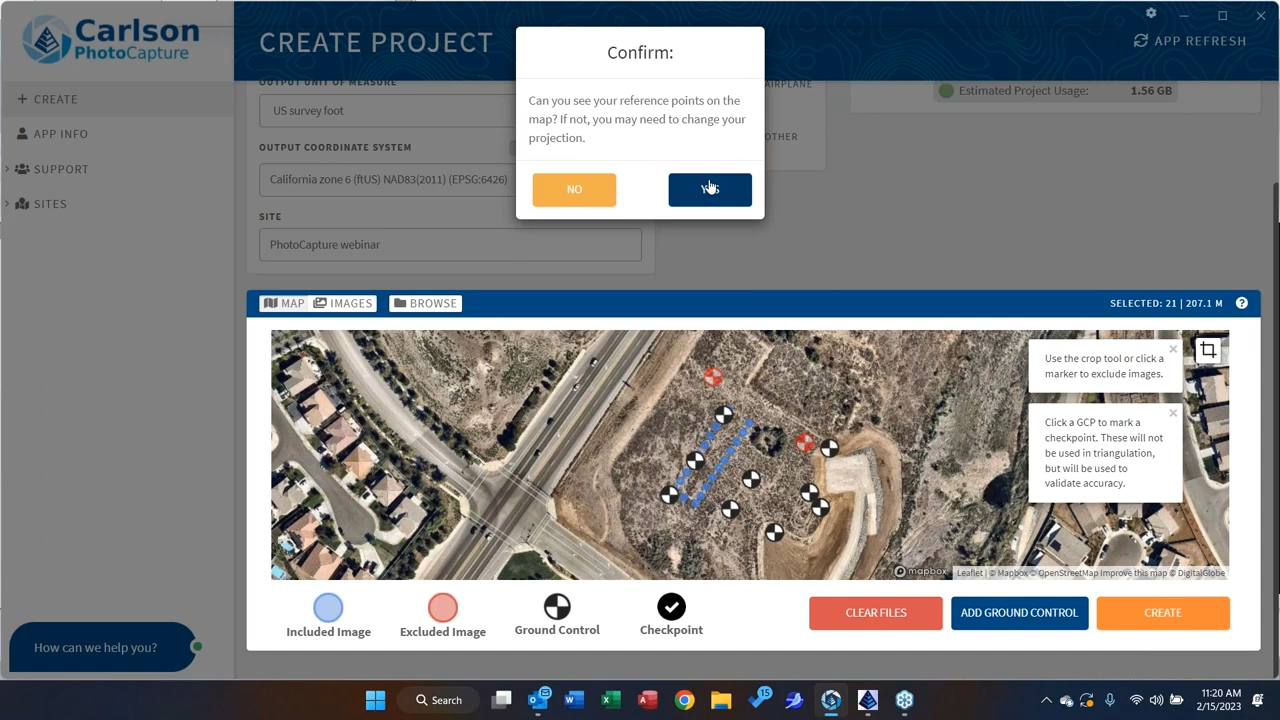 Carlson
PhotoCapture
CREATE PROJECT
APP REFRESH
Confirm:
Can you see your reference points on the
map? If not, you may need to change your
projection.
NO
CREATE
APP INFO
SUPPORT
SITES
OUTPUT UNIT OF MEASURE
US survey foot
OUTPUT COORDINATE SYSTEM
California zone 6 (ftUS) NAD83(2011) (EPSG:6426)
SITE
PhotoCapture webinar
AIRPLANE
OTHER
Estimated Project Usage: 1.56 GB
MAP IMAGES BROWSE
SELECTED: 21 | 207.1 M
Use the crop tool or click a
marker to exclude images.
Click a GCP to mark a
checkpoint. These will not
be used in triangulation,
but will be used to
validate accuracy.
mapbox
Leaflet | © Mapbox © OpenStreetMap Improve this map © DigitalGlobe
Included Image
Excluded Image
Ground Control
Checkpoint
CLEAR FILES
ADD GROUND CONTROL
CREATE
How can we help you?
Search
15
11:20 AM
2/15/2023